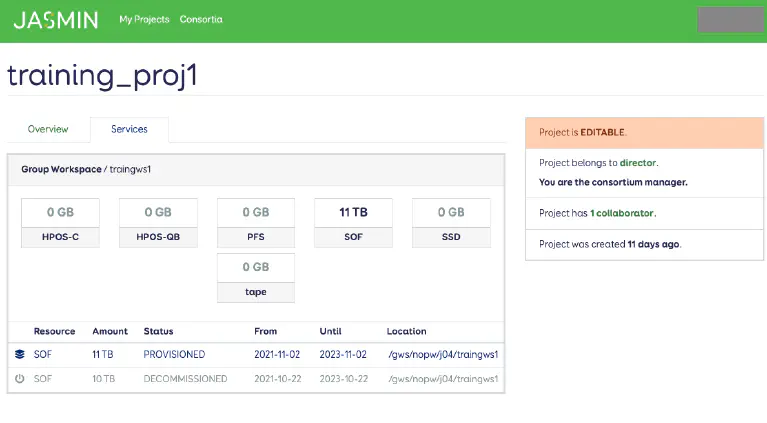 JASMIN My Projects Consortia
training_proj1
Overview Services
Group Workspace / traingws1
0 GB 0 GB 0 GB 11 TB 0 GB
HPOS-C HPOS-QB PFS SOF SSD
0 GB
tape
Resource Amount Status From Until Location
SOF 11 TB PROVISIONED 2021-11-02 2023-11-02 /gws/nopw/j04/traingws1
SOF 10 TB DECOMMISSIONED 2021-10-22 2023-10-22 /gws/nopw/j04/traingws1
Project is EDITABLE.
Project belongs to director.
You are the consortium manager.
Project has 1 collaborator.
Project was created 11 days ago.